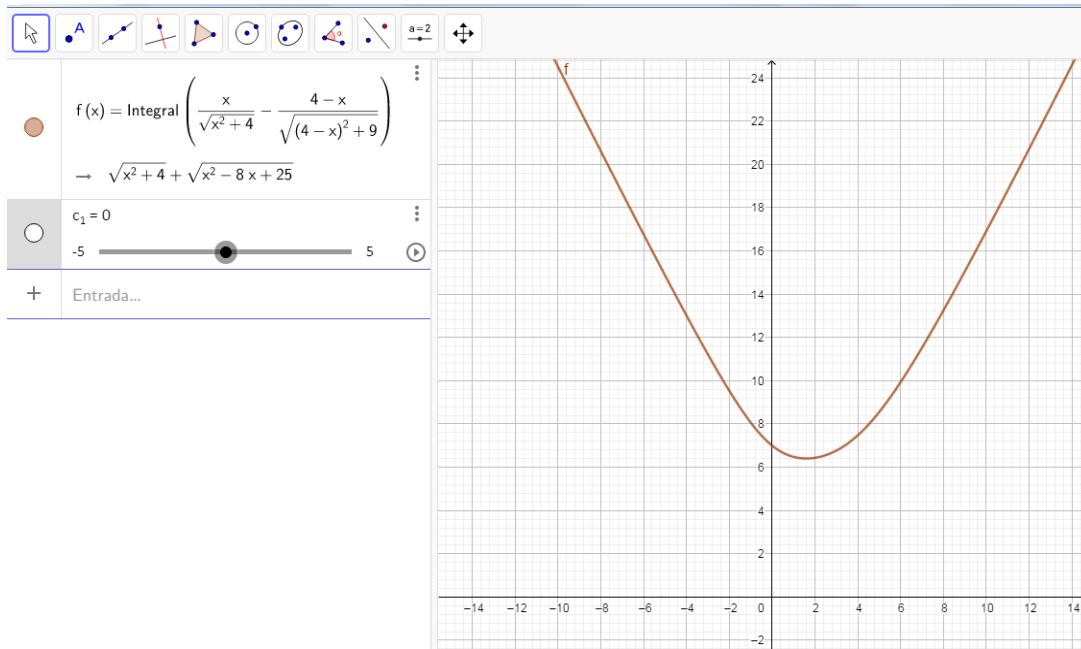 A
α
a=2
f (x) = Integral ( x / √x² + 4 − 4 − x / √(4 − x)² + 9 )
→ √x² + 4 + √x² − 8 x + 25
c₁ = 0
-5 5
+ Entrada...
f
24
22
20
18
16
14
12
10
8
6
4
2
−14 −12 −10 −8 −6 −4 −2 0 2 4 6 8 10 12 14
−2